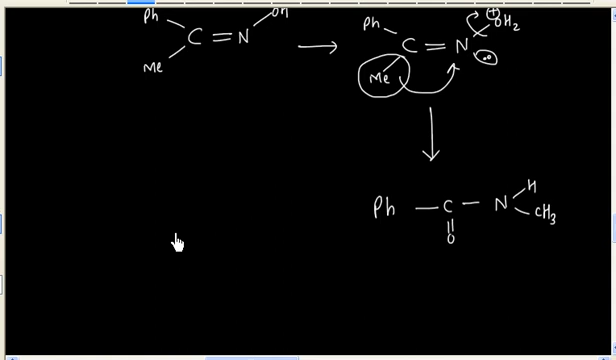 Ph OH Ph + OH2
C = N C = N
Me Me
Ph — C — N H
CH3
O